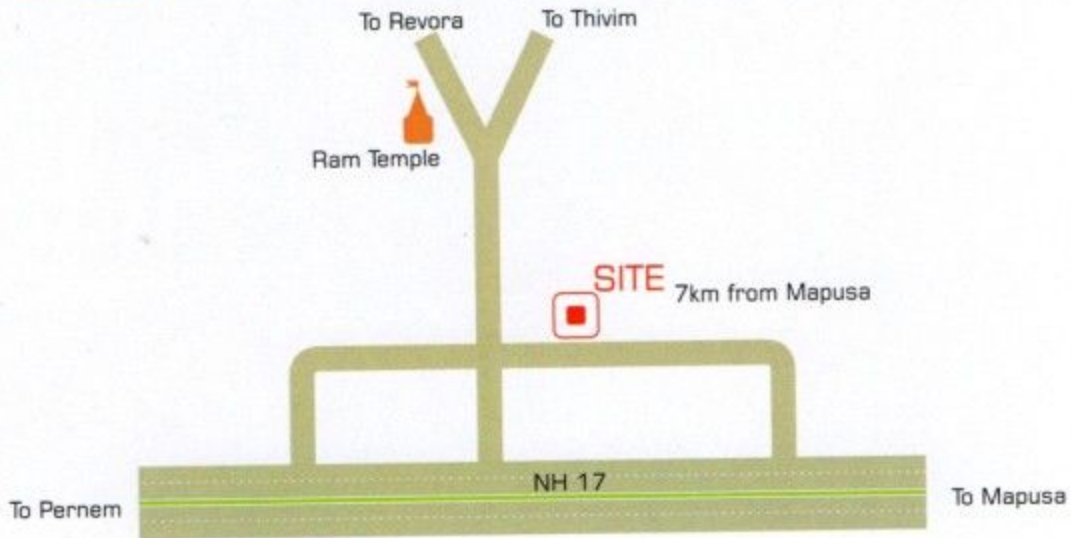 To Revora
To Thivim
Ram Temple
SITE
7km from Mapusa
NH 17
To Pernem
To Mapusa